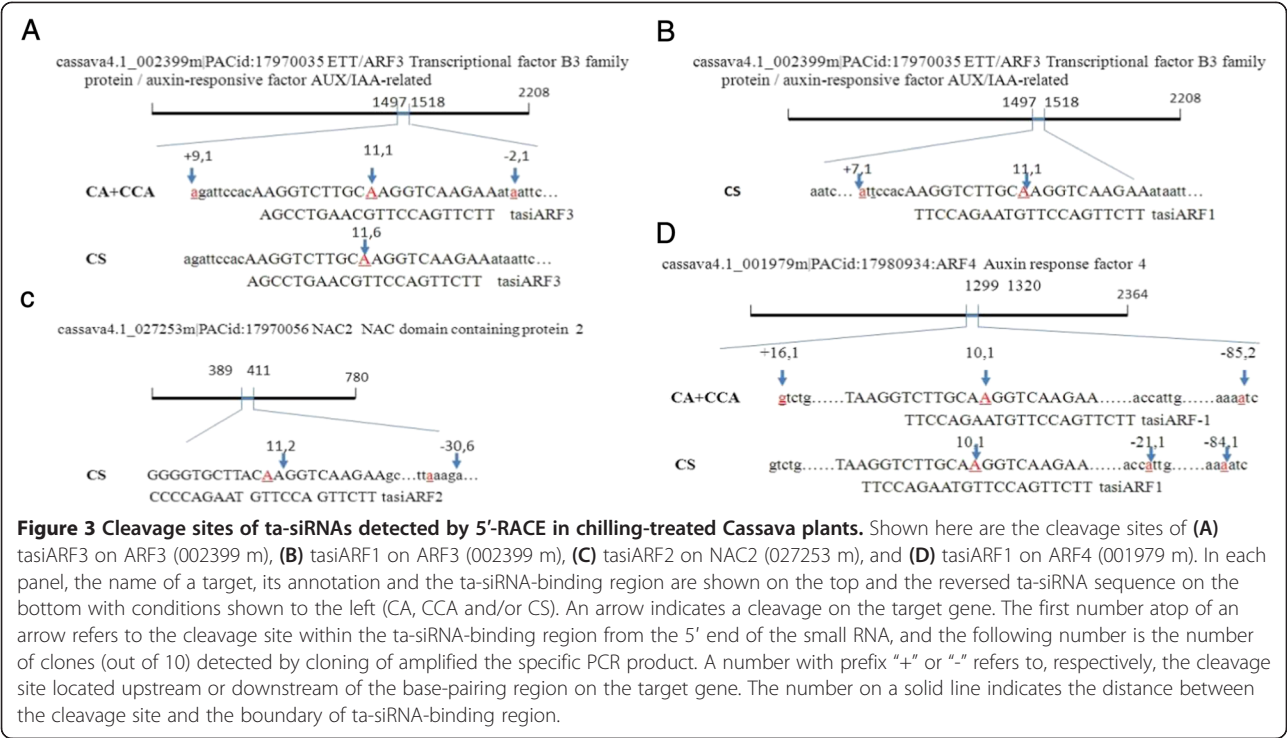 A
cassava4.1_002399m|PACid:17970035 ETT/ARF3 Transcriptional factor B3 family
protein / auxin-responsive factor AUX/IAA-related
1497 1518
2208
+9,1
11,1
-2,1
CA+CCA
agattccacAAGGTCTTGCAAGGTCAAGAAataattc...
AGCCTGAACGTTCCAGTTCTT tasiARF3
11,6
CS
agattccacAAGGTCTTGCAAGGTCAAGAAataattc...
AGCCTGAACGTTCCAGTTCTT tasiARF3
B
cassava4.1_002399m|PACid:17970035 ETT/ARF3 Transcriptional factor B3 family
protein / auxin-responsive factor AUX/IAA-related
1497 1518
2208
+7,1
11,1
CS
aatc... attccacAAGGTCTTGCAAGGTCAAGAAataatt...
TTCCAGAATGTTCCAGTTCTT tasiARF1
C
cassava4.1_027253m|PACid:17970056 NAC2 NAC domain containing protein 2
389 411
780
11,2
-30,6
CS
GGGGTGCTTACAAGGTCAAGAAgc...ttaaaga...
CCCCAGAAT GTTCCA GTTCTT tasiARF2
D
cassava4.1_001979m|PACid:17980934:ARF4 Auxin response factor 4
1299 1320
2364
+16,1
10,1
-85,2
CA+CCA
gtctg......TAAGGTCTTGCAAGGTCAAGAA......accattg......aaaatc
TTCCAGAATGTTCCAGTTCTT tasiARF-1
10,1
-21,1
-84,1
CS
gtctg......TAAGGTCTTGCAAGGTCAAGAA......accattg......aaaatc
TTCCAGAATGTTCCAGTTCTT tasiARF1
Figure 3 Cleavage sites of ta-siRNAs detected by 5′-RACE in chilling-treated Cassava plants. Shown here are the cleavage sites of (A)
tasiARF3 on ARF3 (002399 m), (B) tasiARF1 on ARF3 (002399 m), (C) tasiARF2 on NAC2 (027253 m), and (D) tasiARF1 on ARF4 (001979 m). In each
panel, the name of a target, its annotation and the ta-siRNA-binding region are shown on the top and the reversed ta-siRNA sequence on the
bottom with conditions shown to the left (CA, CCA and/or CS). An arrow indicates a cleavage on the target gene. The first number atop of an
arrow refers to the cleavage site within the ta-siRNA-binding region from the 5′ end of the small RNA, and the following number is the number
of clones (out of 10) detected by cloning of amplified the specific PCR product. A number with prefix "+" or "-" refers to, respectively, the cleavage
site located upstream or downstream of the base-pairing region on the target gene. The number on a solid line indicates the distance between
the cleavage site and the boundary of ta-siRNA-binding region.